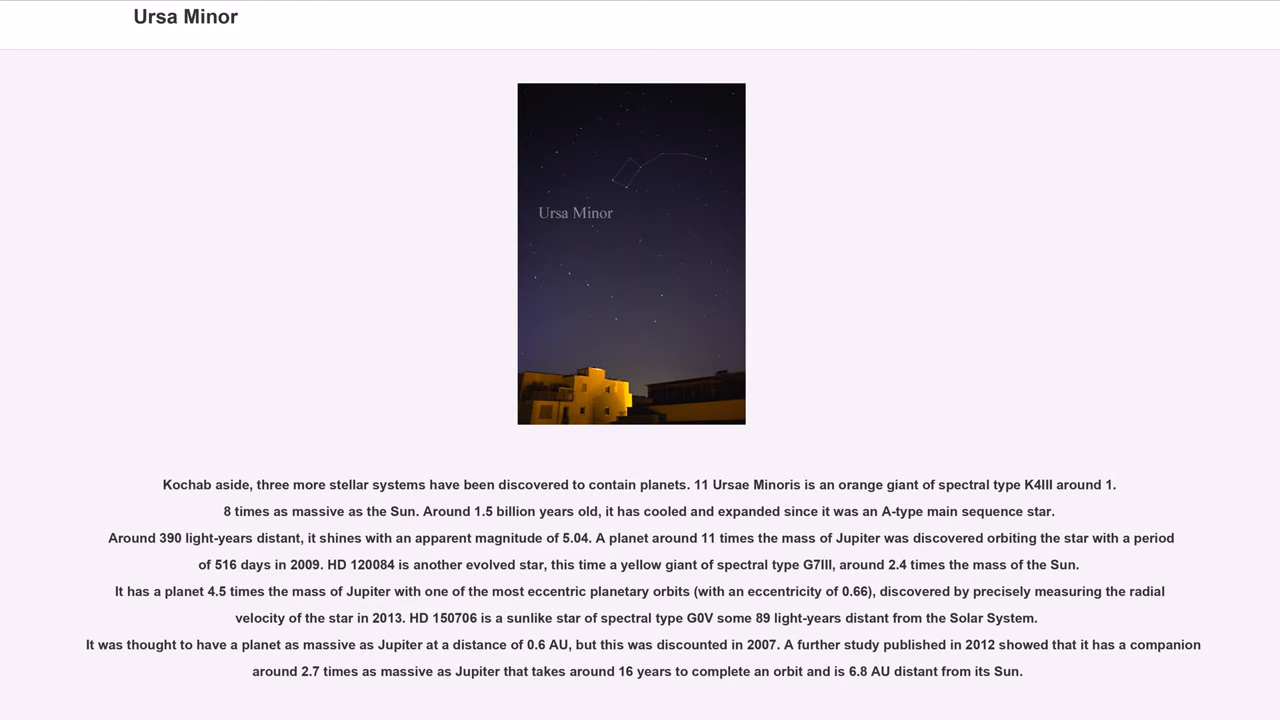 Ursa Minor
Ursa Minor
Kochab aside, three more stellar systems have been discovered to contain planets. 11 Ursae Minoris is an orange giant of spectral type K4III around 1.
8 times as massive as the Sun. Around 1.5 billion years old, it has cooled and expanded since it was an A-type main sequence star.
Around 390 light-years distant, it shines with an apparent magnitude of 5.04. A planet around 11 times the mass of Jupiter was discovered orbiting the star with a period
of 516 days in 2009. HD 120084 is another evolved star, this time a yellow giant of spectral type G7III, around 2.4 times the mass of the Sun.
It has a planet 4.5 times the mass of Jupiter with one of the most eccentric planetary orbits (with an eccentricity of 0.66), discovered by precisely measuring the radial
velocity of the star in 2013. HD 150706 is a sunlike star of spectral type G0V some 89 light-years distant from the Solar System.
It was thought to have a planet as massive as Jupiter at a distance of 0.6 AU, but this was discounted in 2007. A further study published in 2012 showed that it has a companion
around 2.7 times as massive as Jupiter that takes around 16 years to complete an orbit and is 6.8 AU distant from its Sun.